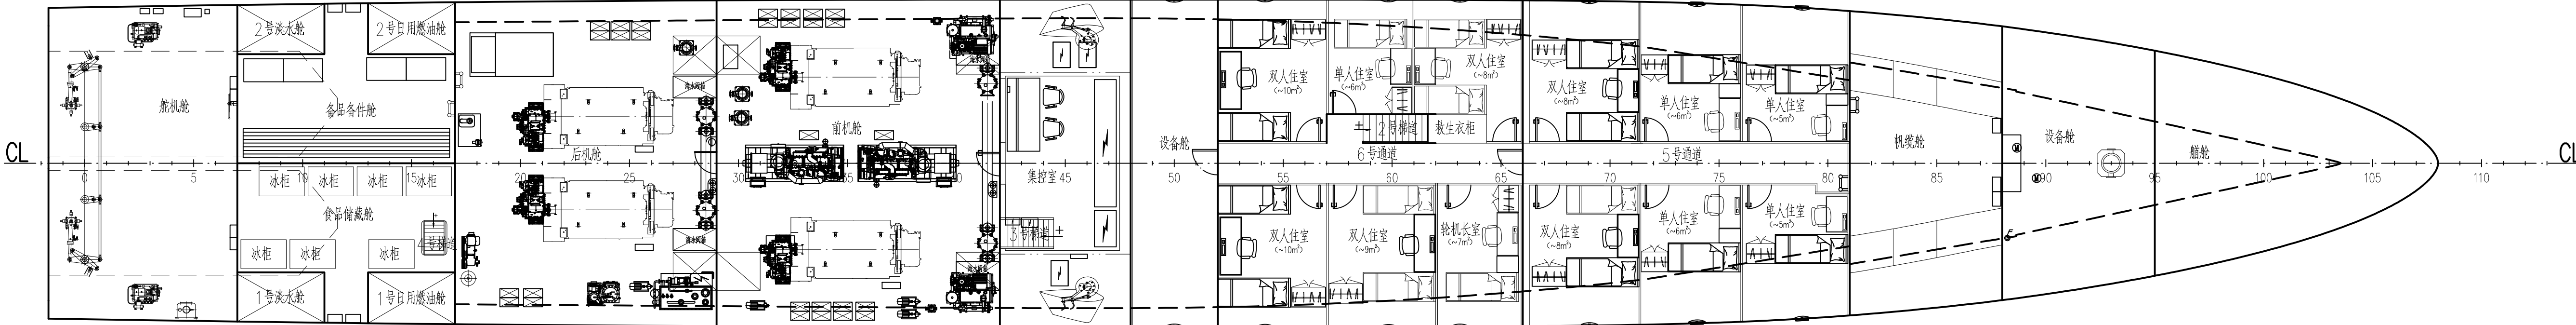 2号淡水舱
2号日用燃油舱
舵机舱
备品备件舱
CL
0
5
10
15
冰柜
冰柜
冰柜
冰柜
食品储藏舱
冰柜
冰柜
冰柜
4号梯道
1号淡水舱
1号日用燃油舱
后机舱
20
25
海水阀箱
海水阀箱
前机舱
30
35
40
集控室
45
3号梯道
设备舱
50
双人住室
(~10m²)
单人住室
(~6m²)
双人住室
(~8m²)
2号梯道
救生衣柜
6号通道
55
60
65
双人住室
(~10m²)
双人住室
(~9m²)
轮机长室
(~7m²)
双人住室
(~8m²)
单人住室
(~6m²)
单人住室
(~5m²)
5号通道
70
75
80
双人住室
(~8m²)
单人住室
(~6m²)
单人住室
(~5m²)
帆缆舱
85
设备舱
90
艏舱
95
100
105
110
CL